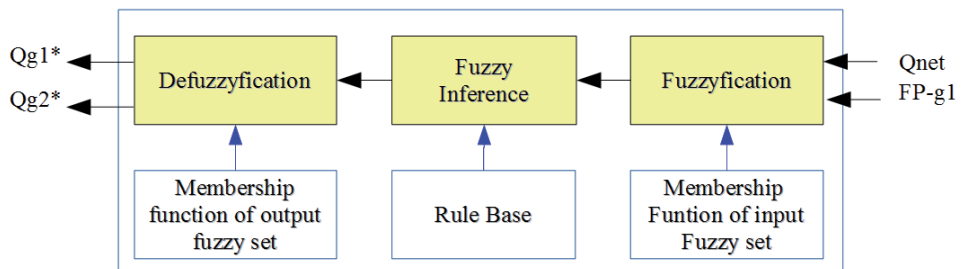 Qg1*
Qg2*
Defuzzyfication
Fuzzy
Inference
Fuzzyfication
Qnet
FP-g1
Membership
function of output
fuzzy set
Rule Base
Membership
Funtion of input
Fuzzy set